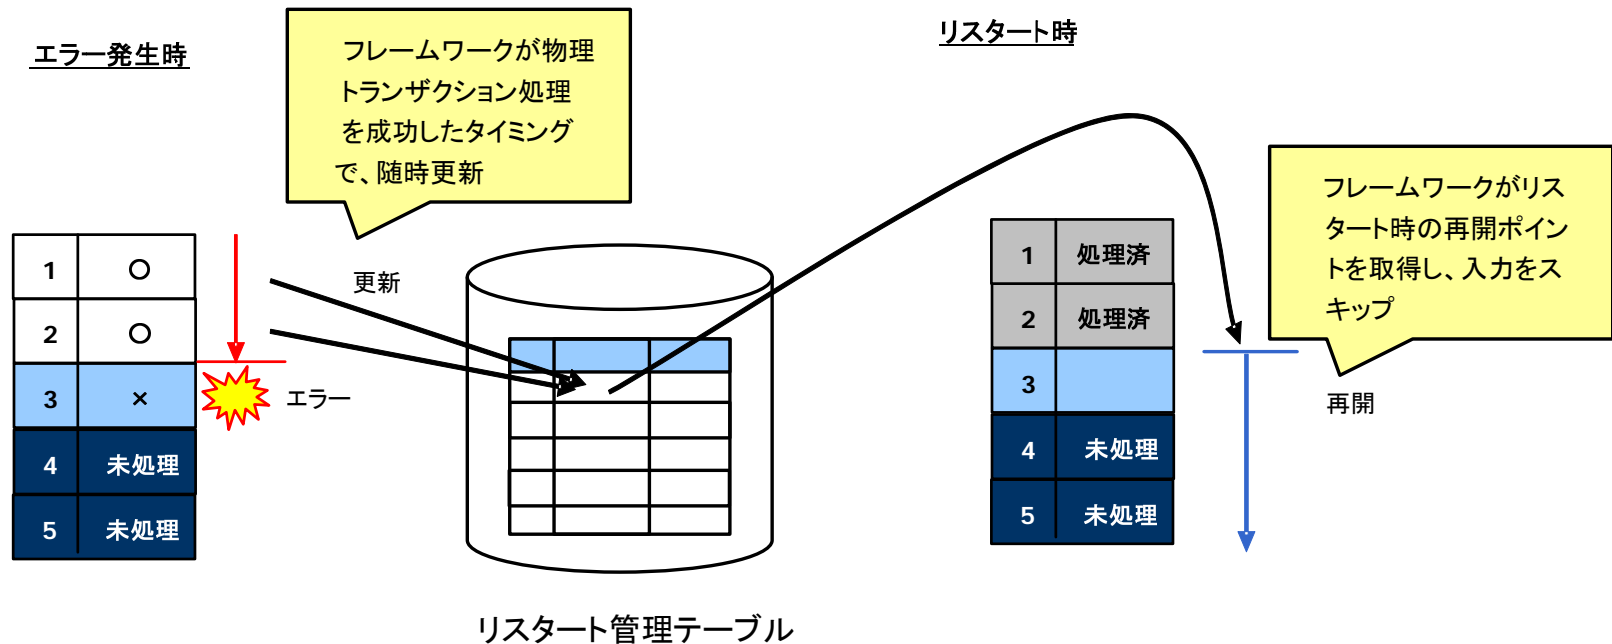 エラー発生時
フレームワークが物理
トランザクション処理
を成功したタイミング
で、随時更新
1 ○
2 ○
3 ×
4 未処理
5 未処理
エラー
更新
リスタート管理テーブル
リスタート時
1 処理済
2 処理済
3
4 未処理
5 未処理
フレームワークがリス
タート時の再開ポイン
トを取得し、入力をス
キップ
再開